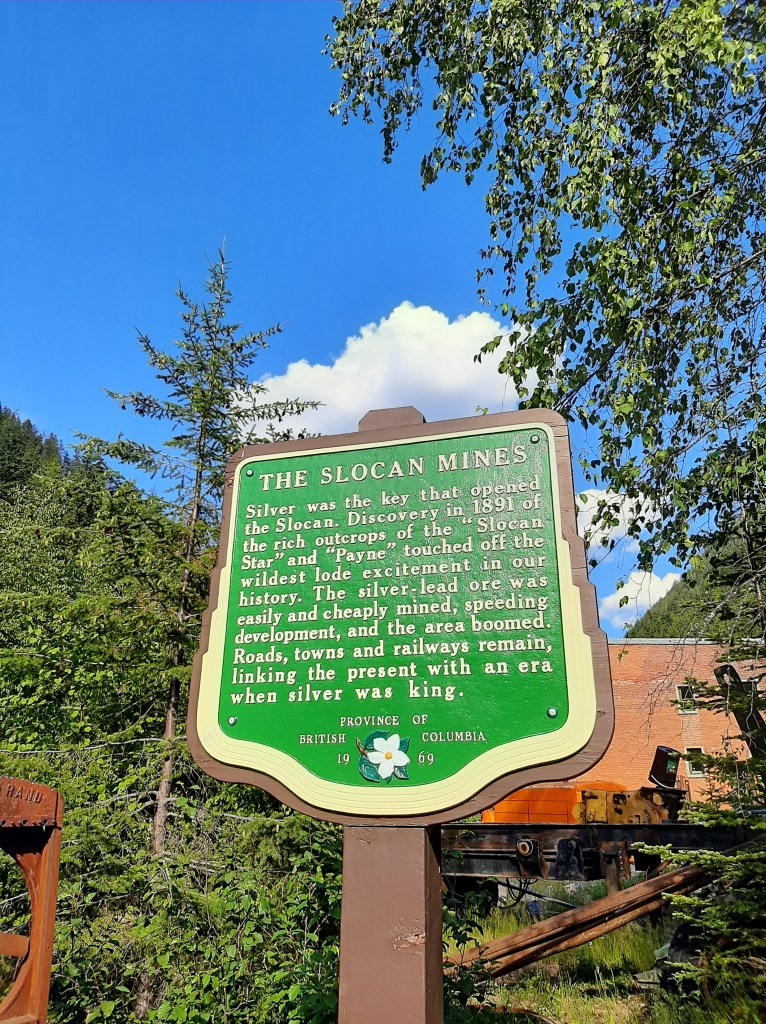 THE SLOCAN MINES
Silver was the key that opened
the Slocan. Discovery in 1891 of
the rich outcrops of the "Slocan
Star" and "Payne" touched off the
wildest lode excitement in our
history. The silver-lead ore was
easily and cheaply mined, speeding
development, and the area boomed.
Roads, towns and railways remain,
linking the present with an era
when silver was king.
PROVINCE OF
BRITISH COLUMBIA
19 69
RAND